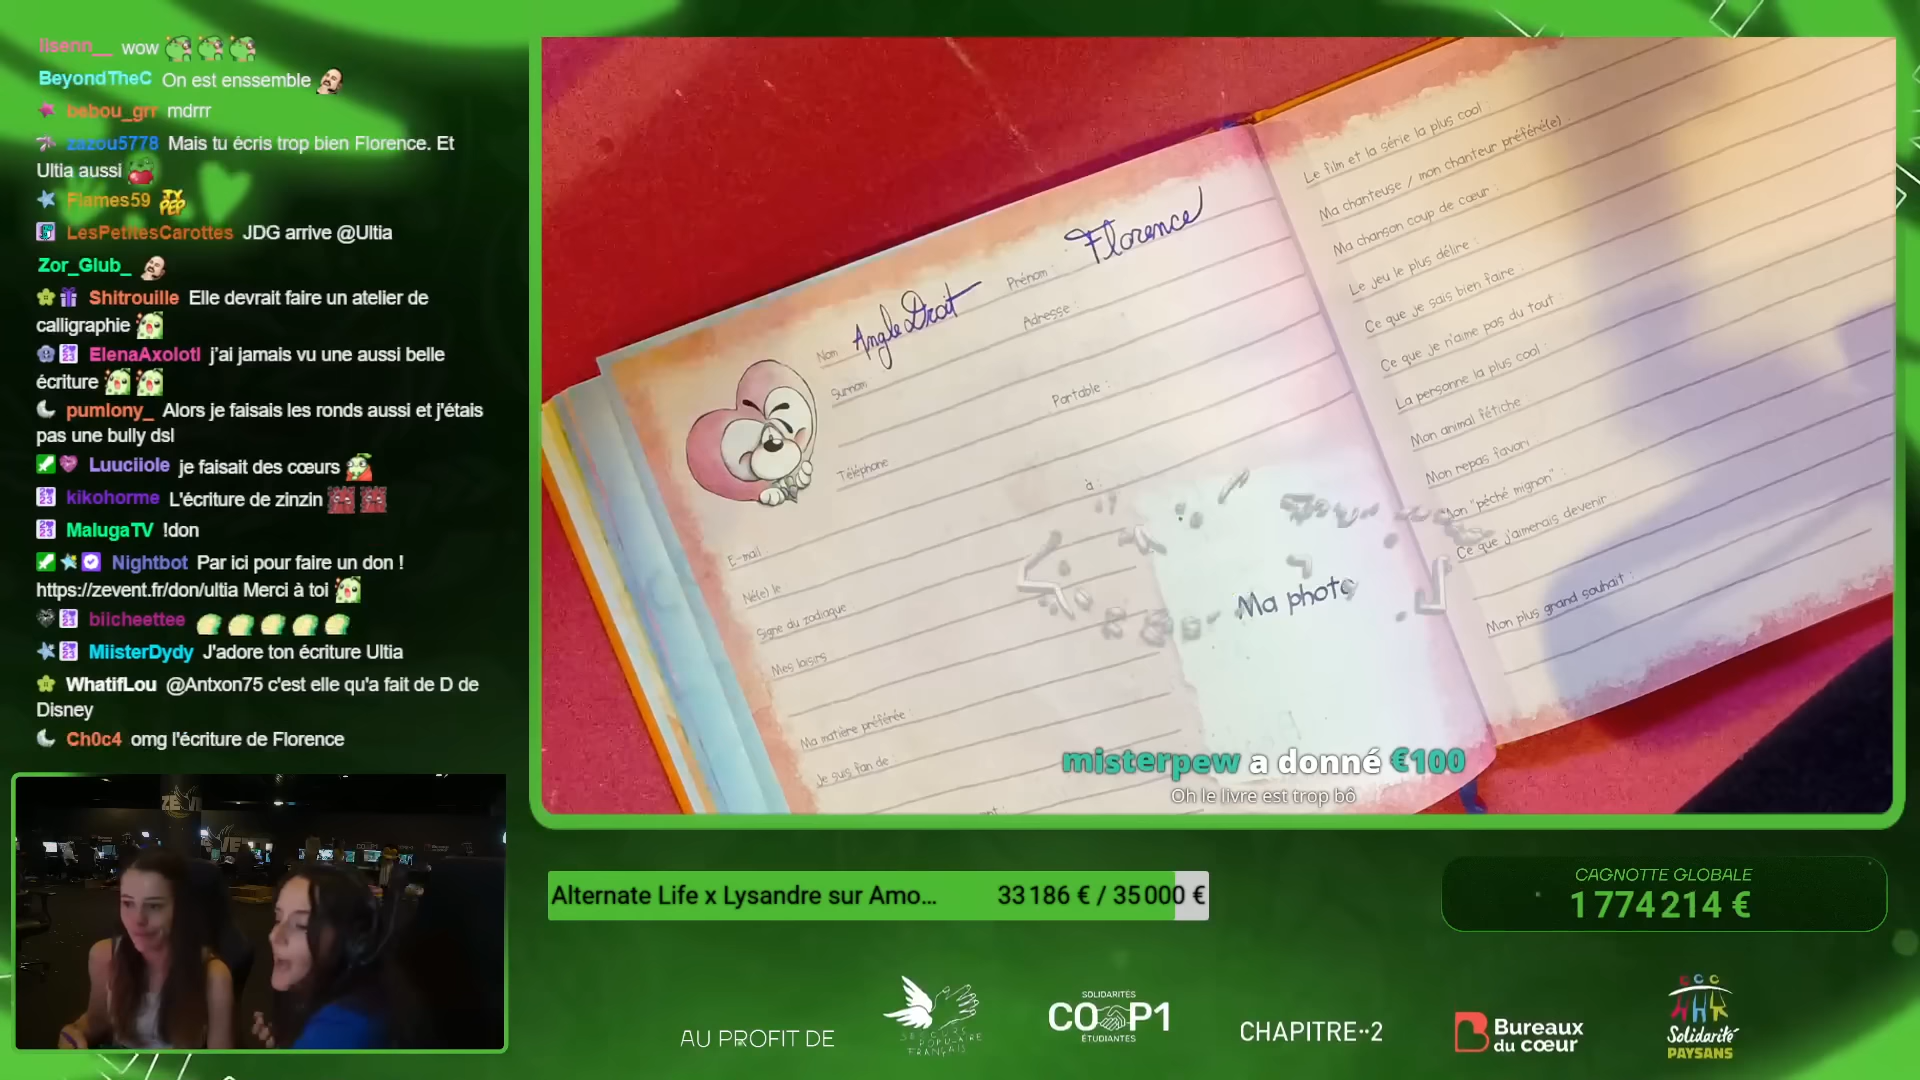 lisenn__ wow
BeyondTheC On est enssemble
bebou_grr mdrrr
zazou5778 Mais tu écris trop bien Florence. Et
Ultia aussi
Flames59
LesPetitesCarottes JDG arrive @Ultia
Zor_Glub_
Shitrouille Elle devrait faire un atelier de
calligraphie
ElenaAxolotl j'ai jamais vu une aussi belle
écriture
pumlony_ Alors je faisais les ronds aussi et j'étais
pas une bully dsl
Luuciiole je faisait des cœurs
kikohorme L'écriture de zinzin
MalugaTV !don
Nightbot Par ici pour faire un don !
https://zevent.fr/don/ultia Merci à toi
biicheettee
MiisterDydy J'adore ton écriture Ultia
WhatifLou @Antxon75 c'est elle qu'a fait de D de
Disney
Ch0c4 omg l'écriture de Florence
Nom Angle Droit Prénom : Florence
Surnom Adresse :
Téléphone Portable :
E-mail
Né(e) le à :
Signe du zodiaque
Mes loisirs
Ma matière préférée :
Je suis fan de :
Ma photo
Le film et la série la plus cool :
Ma chanteuse / mon chanteur préféré(e) :
Ma chanson coup de cœur :
Le jeu le plus délire :
Ce que je sais bien faire :
Ce que je n'aime pas du tout :
La personne la plus cool :
Mon animal fétiche
Mon repas favori
Mon "péché mignon" :
Ce que j'aimerais devenir :
Mon plus grand souhait :
misterpew a donné €100
Oh le livre est trop bô
Alternate Life x Lysandre sur Amo... 33 186 € / 35 000 €
CAGNOTTE GLOBALE
1 774 214 €
AU PROFIT DE
SECOURS
POPULAIRE
FRANÇAIS
SOLIDARITÉS
CO P1
ÉTUDIANTES
CHAPITRE··2
Bureaux
du cœur
Solidarité
PAYSANS